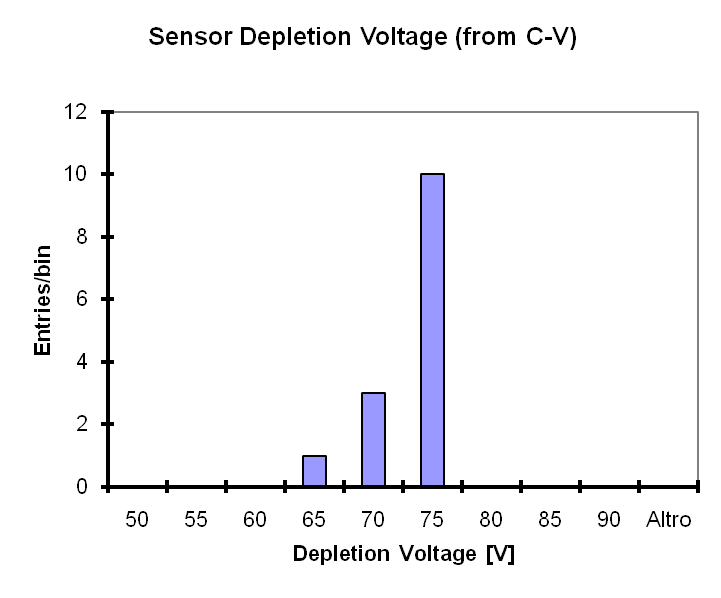 Sensor Depletion Voltage (from C-V)
12
10
8
6
4
2
0
Entries/bin
50 55 60 65 70 75 80 85 90 Altro
Depletion Voltage [V]